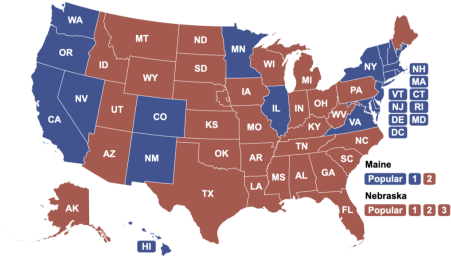 WA
MT
ND
MN
OR
ID
SD
WI
MI
NY
NH
WY
IA
PA
MA
NV
UT
CO
KS
MO
IL
IN
OH
WV
VA
KY
VT CT
NJ RI
DE MD
DC
CA
AZ
NM
OK
AR
TN
NC
SC
MS
AL
GA
LA
TX
FL
AK
HI
Maine
Popular 1 2
Nebraska
Popular 1 2 3